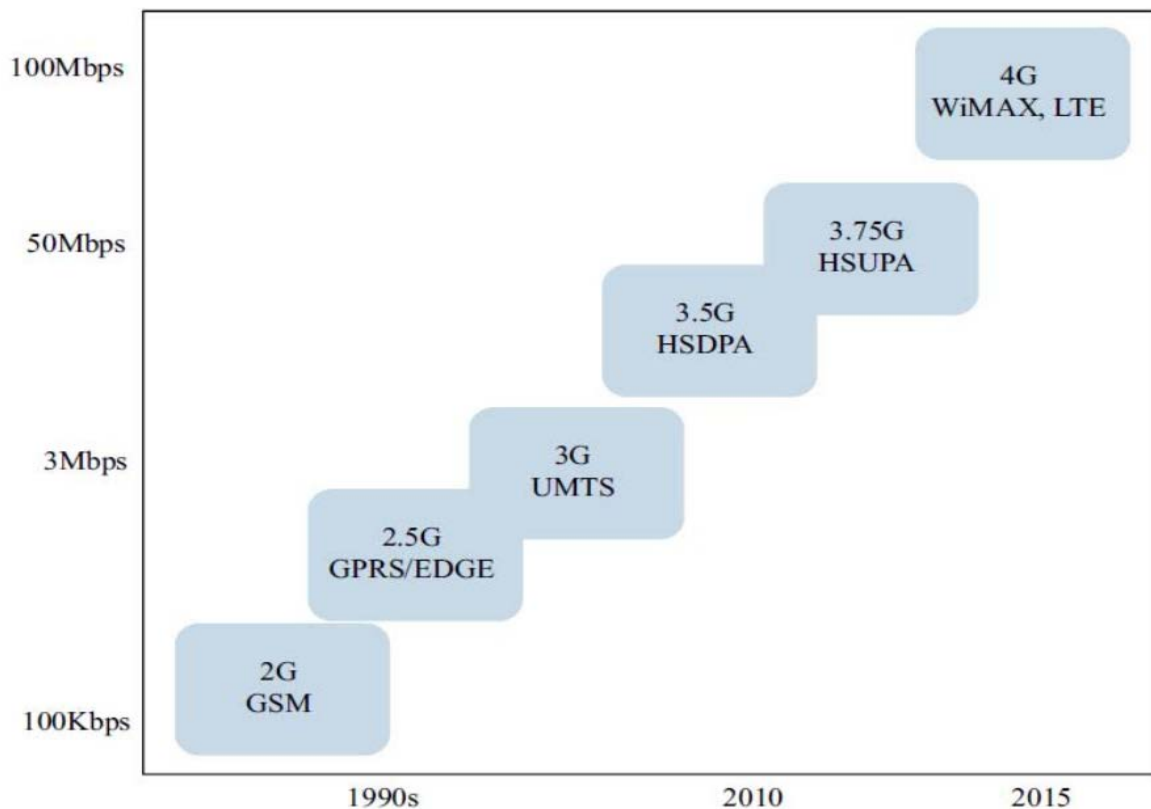 100Mbps
4G
WiMAX, LTE
50Mbps
3.75G
HSUPA
3.5G
HSDPA
3Mbps
3G
UMTS
2.5G
GPRS/EDGE
2G
GSM
100Kbps
1990s
2010
2015